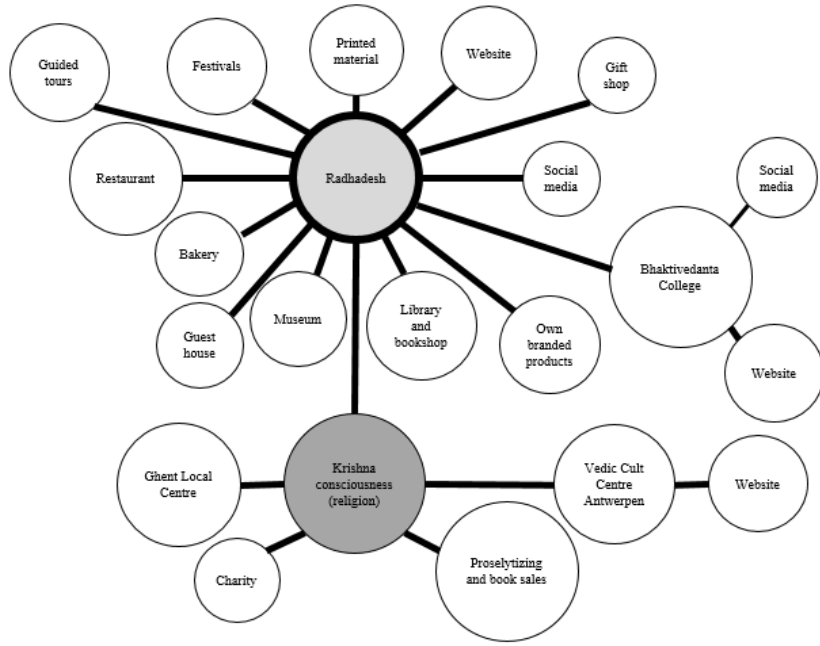 Guided
tours
Festivals
Printed
material
Website
Gift
shop
Restaurant
Radhadesh
Social
media
Social
media
Bakery
Bhaktivedanta
College
Guest
house
Museum
Library
and
bookshop
Own
branded
products
Website
Ghent Local
Centre
Krishna
consciousness
(religion)
Vedic Cult
Centre
Antwerpen
Website
Charity
Proselytizing
and book sales